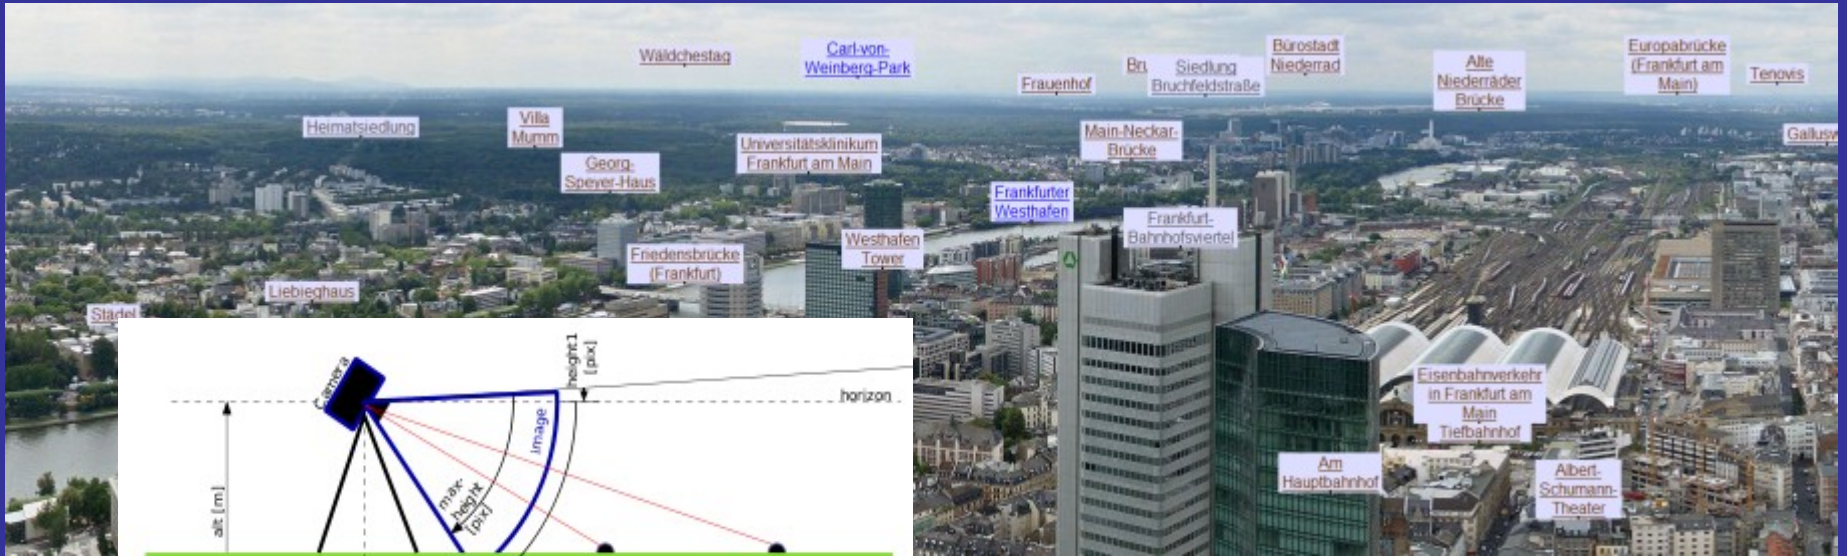 Wäldchestag
Carl-von-
Weinberg-Park
Frauenhof
Bru
Siedlung
Bruchfeldstraße
Bürostadt
Niederrad
Alte
Niederräder
Brücke
Europabrücke
(Frankfurt am
Main)
Tenovis
Heimatsiedlung
Villa
Mumm
Georg-
Speyer-Haus
Universitätsklinikum
Frankfurt am Main
Main-Neckar-
Brücke
Gallusw
Frankfurter
Westhafen
Frankfurt-
Bahnhofsviertel
Friedensbrücke
(Frankfurt)
Westhafen
Tower
Liebieghaus
Städel
Camera
height1
[pix]
horizon
image
max-
height
[pix]
alt [m]
Eisenbahnverkehr
in Frankfurt am
Main
Tiefbahnhof
Am
Hauptbahnhof
Albert-
Schumann-
Theater